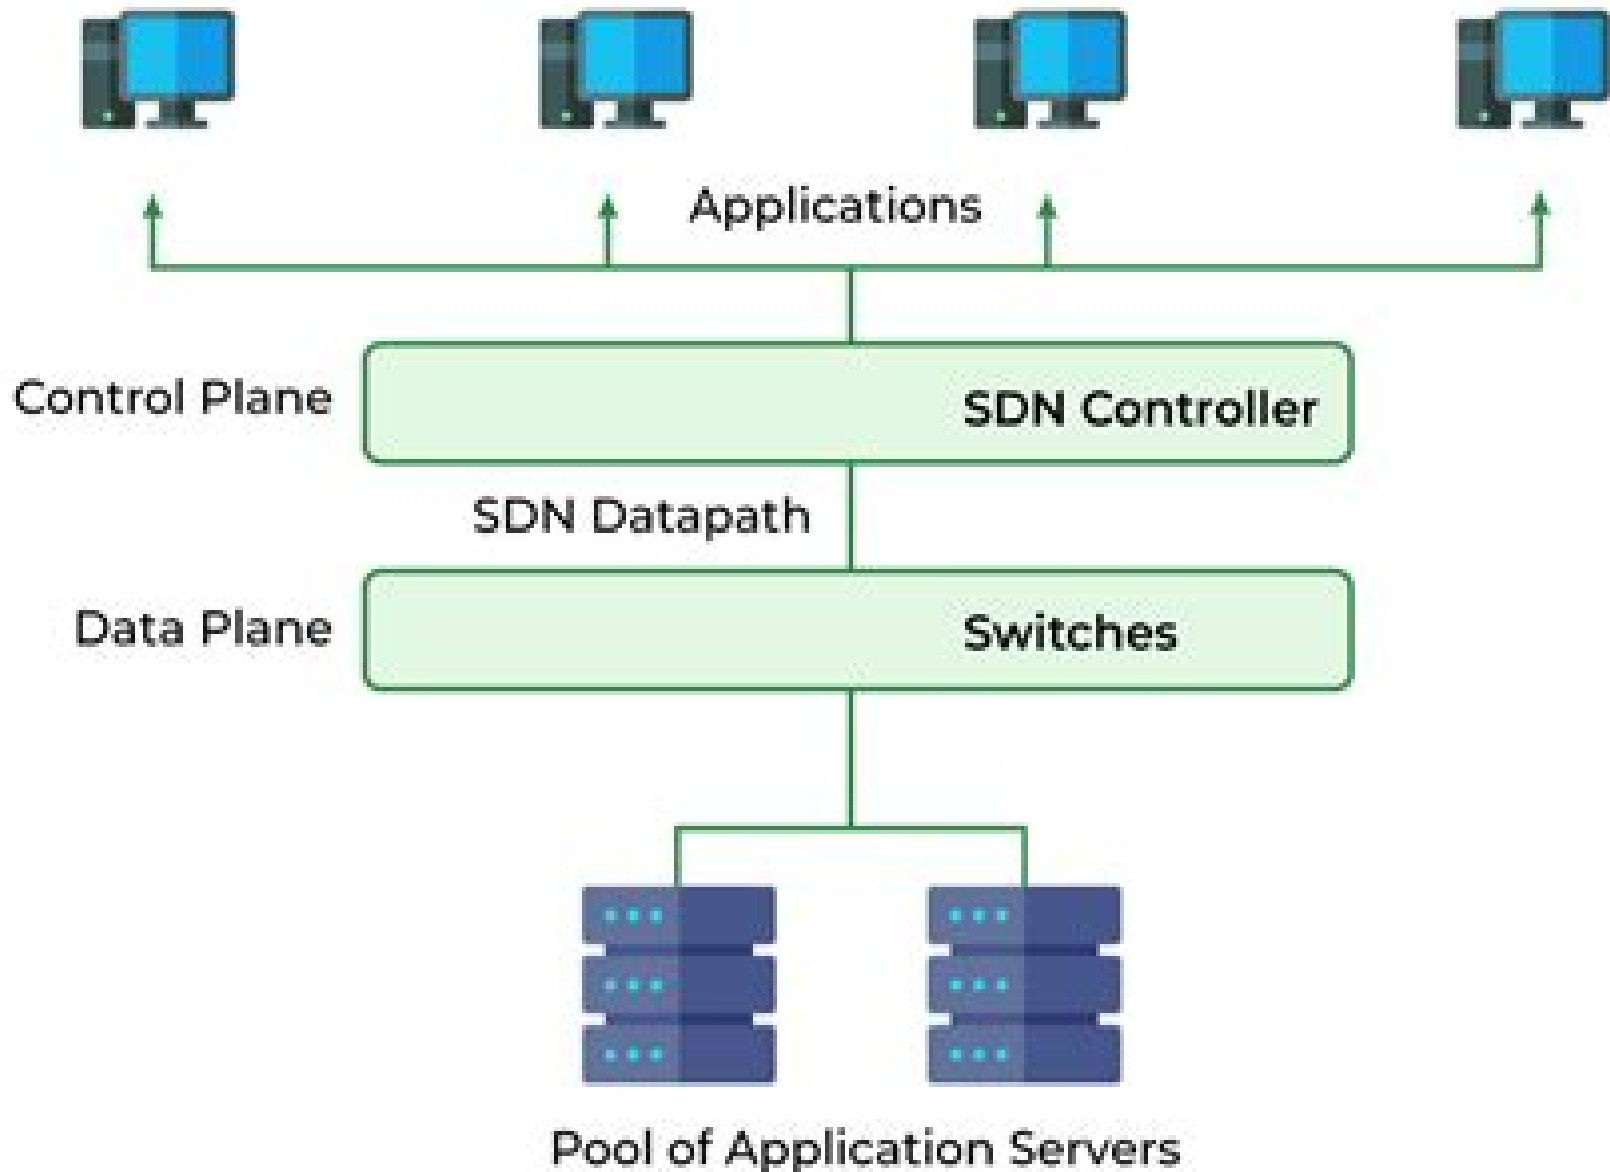 Applications
Control Plane
SDN Controller
SDN Datapath
Data Plane
Switches
Pool of Application Servers